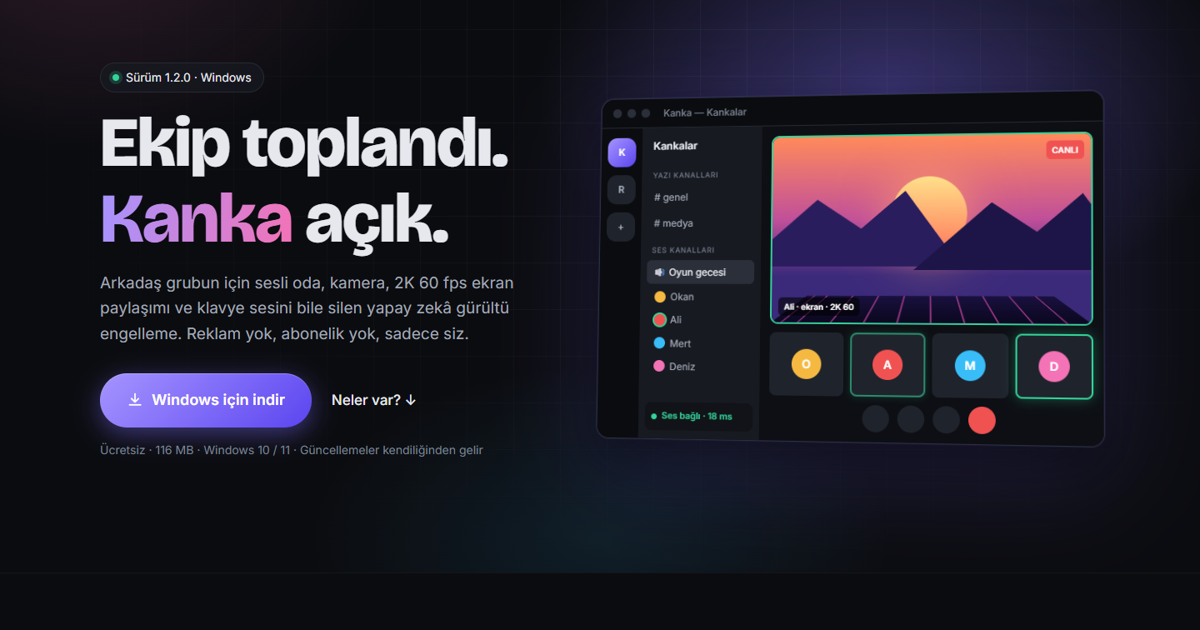 Sürüm 1.2.0 · Windows
Ekip toplandı.
Kanka açık.
Arkadaş grubun için sesli oda, kamera, 2K 60 fps ekran
paylaşımı ve klavye sesini bile silen yapay zekâ gürültü
engelleme. Reklam yok, abonelik yok, sadece siz.
Windows için indir
Neler var? ↓
Ücretsiz · 116 MB · Windows 10 / 11 · Güncellemeler kendiliğinden gelir
Kanka — Kankalar
K
R
+
Kankalar
YAZI KANALLARI
# genel
# medya
SES KANALLARI
🔊 Oyun gecesi
Okan
Ali
Mert
Deniz
Ses bağlı · 18 ms
CANLI
Ali · ekran · 2K 60
O
A
M
D